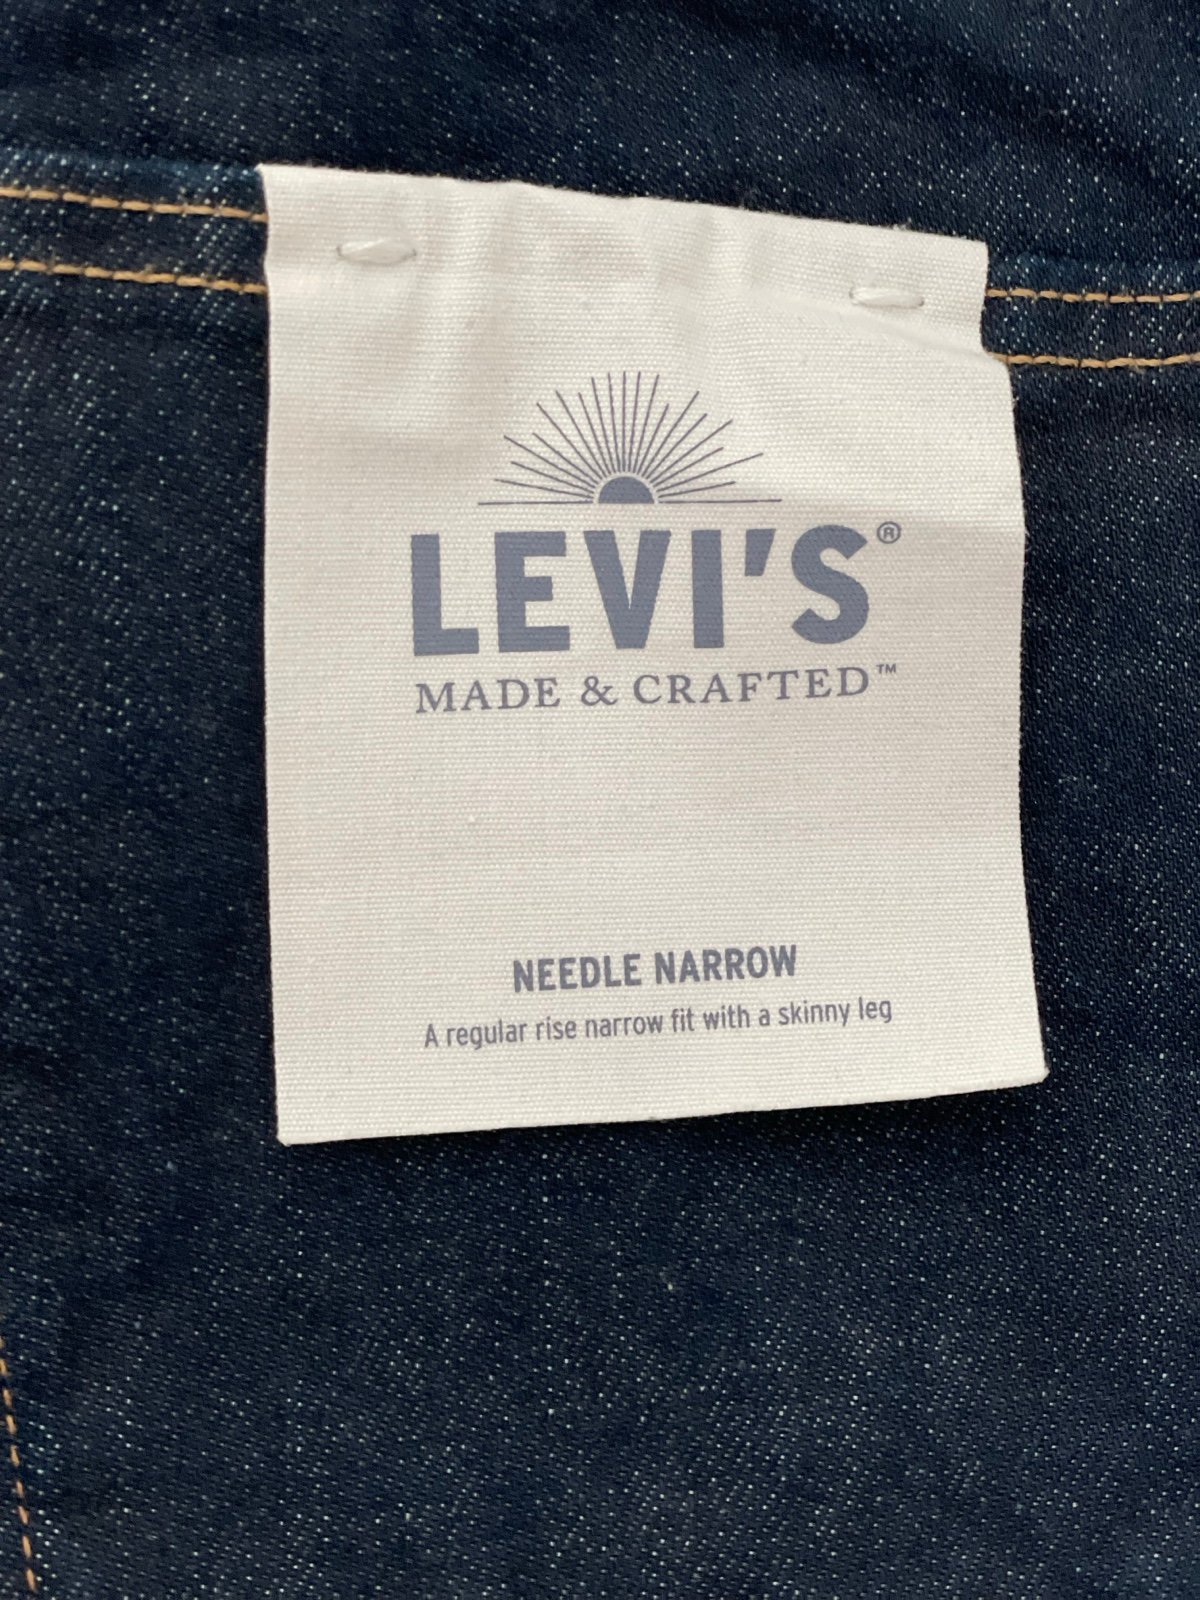 LEVI'S®
MADE & CRAFTED™
NEEDLE NARROW
A regular rise narrow fit with a skinny leg